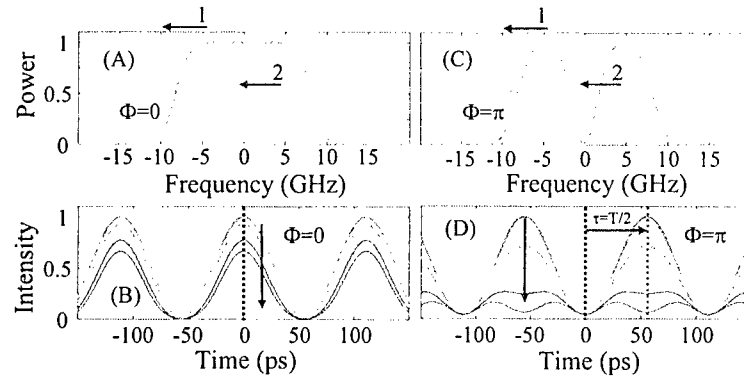 1
1
Power
1
0.5
0
(A)
2
Φ=0
(C)
2
Φ=π
-15 -10 -5 0 5 10 15
-15 -10 -5 0 5 10 15
Frequency (GHz)
Frequency (GHz)
Intensity
1
0.5
0
Φ=0
(B)
(D)
τ=T/2
Φ=π
-100 -50 0 50 100
-100 -50 0 50 100
Time (ps)
Time (ps)